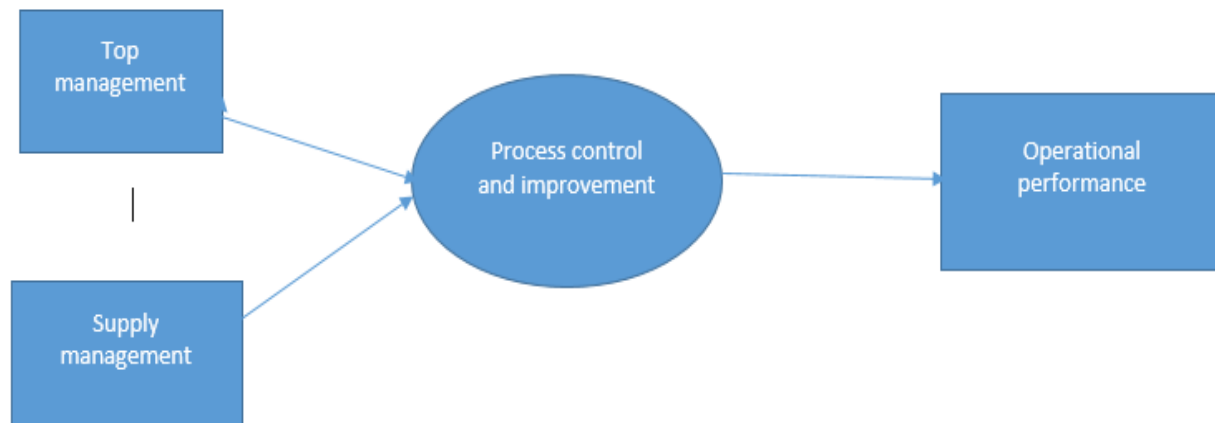 Top
management
Process control
and improvement
Operational
performance
Supply
management